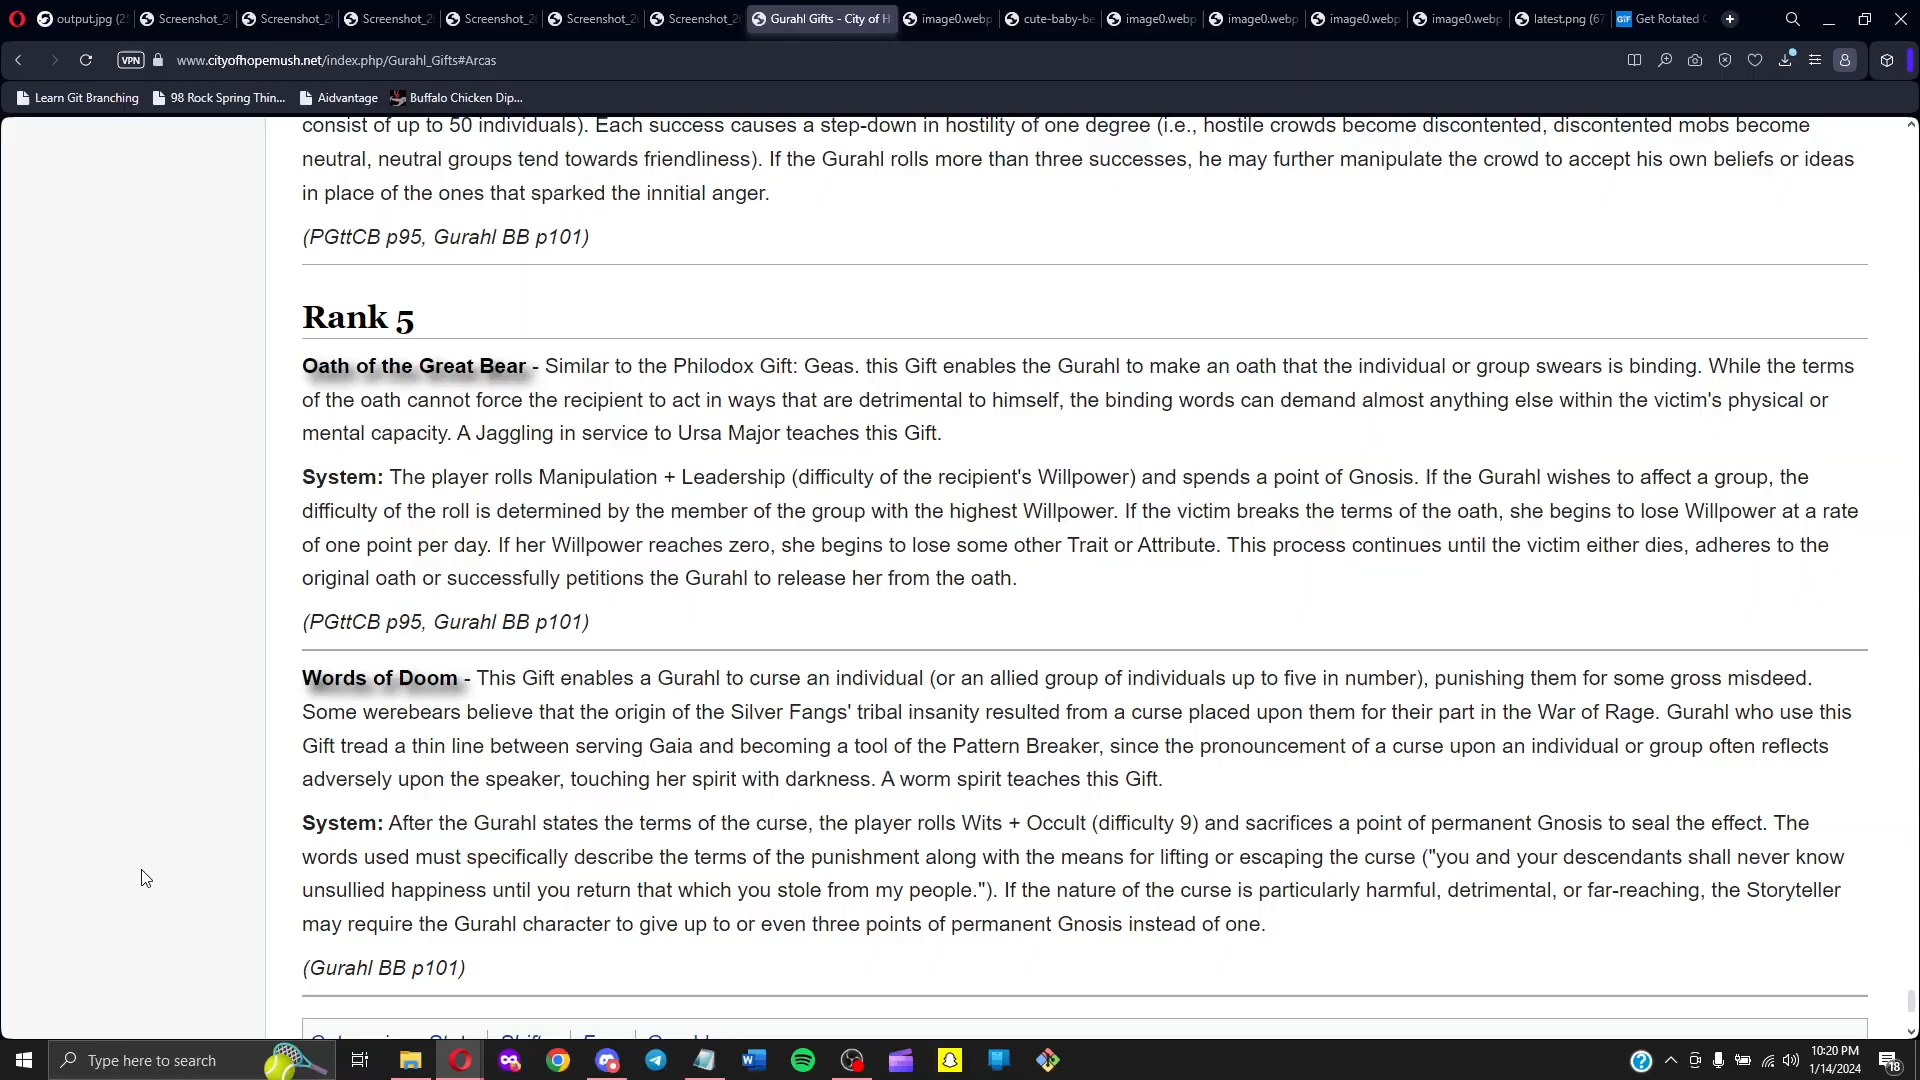 output.jpg (2
Screenshot_2
Screenshot_2
Screenshot_2
Screenshot_2
Screenshot_2
Screenshot_2
Gurahl Gifts - City of H
image0.webp
cute-baby-be
image0.webp
image0.webp
image0.webp
image0.webp
latest.png (67
GIF Get Rotated
VPN www.cityofhopemush.net/index.php/Gurahl_Gifts#Arcas
Learn Git Branching 98 Rock Spring Thin... Aidvantage Buffalo Chicken Dip...
consist of up to 50 individuals). Each success causes a step-down in hostility of one degree (i.e., hostile crowds become discontented, discontented mobs become
neutral, neutral groups tend towards friendliness). If the Gurahl rolls more than three successes, he may further manipulate the crowd to accept his own beliefs or ideas
in place of the ones that sparked the innitial anger.
(PGttCB p95, Gurahl BB p101)
Rank 5
Oath of the Great Bear - Similar to the Philodox Gift: Geas. this Gift enables the Gurahl to make an oath that the individual or group swears is binding. While the terms
of the oath cannot force the recipient to act in ways that are detrimental to himself, the binding words can demand almost anything else within the victim's physical or
mental capacity. A Jaggling in service to Ursa Major teaches this Gift.
System: The player rolls Manipulation + Leadership (difficulty of the recipient's Willpower) and spends a point of Gnosis. If the Gurahl wishes to affect a group, the
difficulty of the roll is determined by the member of the group with the highest Willpower. If the victim breaks the terms of the oath, she begins to lose Willpower at a rate
of one point per day. If her Willpower reaches zero, she begins to lose some other Trait or Attribute. This process continues until the victim either dies, adheres to the
original oath or successfully petitions the Gurahl to release her from the oath.
(PGttCB p95, Gurahl BB p101)
Words of Doom - This Gift enables a Gurahl to curse an individual (or an allied group of individuals up to five in number), punishing them for some gross misdeed.
Some werebears believe that the origin of the Silver Fangs' tribal insanity resulted from a curse placed upon them for their part in the War of Rage. Gurahl who use this
Gift tread a thin line between serving Gaia and becoming a tool of the Pattern Breaker, since the pronouncement of a curse upon an individual or group often reflects
adversely upon the speaker, touching her spirit with darkness. A worm spirit teaches this Gift.
System: After the Gurahl states the terms of the curse, the player rolls Wits + Occult (difficulty 9) and sacrifices a point of permanent Gnosis to seal the effect. The
words used must specifically describe the terms of the punishment along with the means for lifting or escaping the curse ("you and your descendants shall never know
unsullied happiness until you return that which you stole from my people."). If the nature of the curse is particularly harmful, detrimental, or far-reaching, the Storyteller
may require the Gurahl character to give up to or even three points of permanent Gnosis instead of one.
(Gurahl BB p101)
Type here to search
10:20 PM
1/14/2024
18